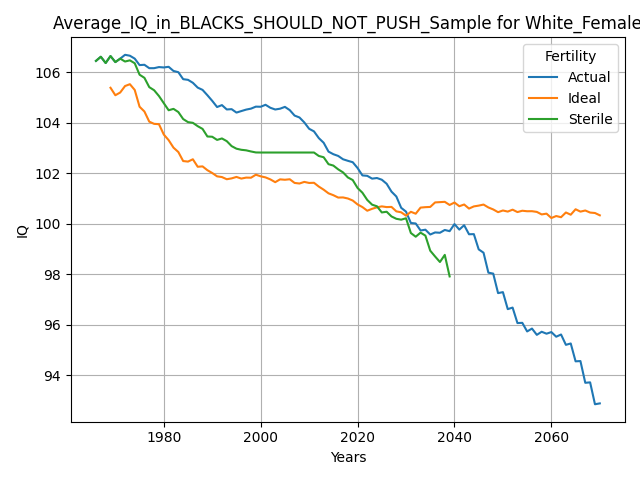 Average_IQ_in_BLACKS_SHOULD_NOT_PUSH_Sample for White_Female
Fertility
Actual
Ideal
Sterile
106
104
102
100
98
96
94
IQ
1980 2000 2020 2040 2060
Years